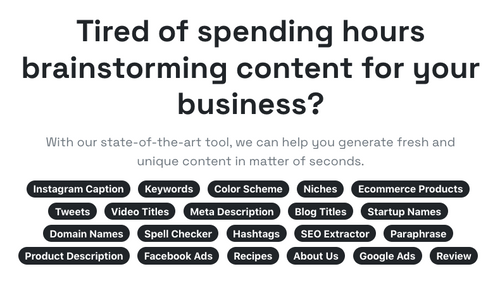 Tired of spending hours
brainstorming content for your
business?
With our state-of-the-art tool, we can help you generate fresh and
unique content in matter of seconds.
Instagram Caption Keywords Color Scheme Niches Ecommerce Products
Tweets Video Titles Meta Description Blog Titles Startup Names
Domain Names Spell Checker Hashtags SEO Extractor Paraphrase
Product Description Facebook Ads Recipes About Us Google Ads Review